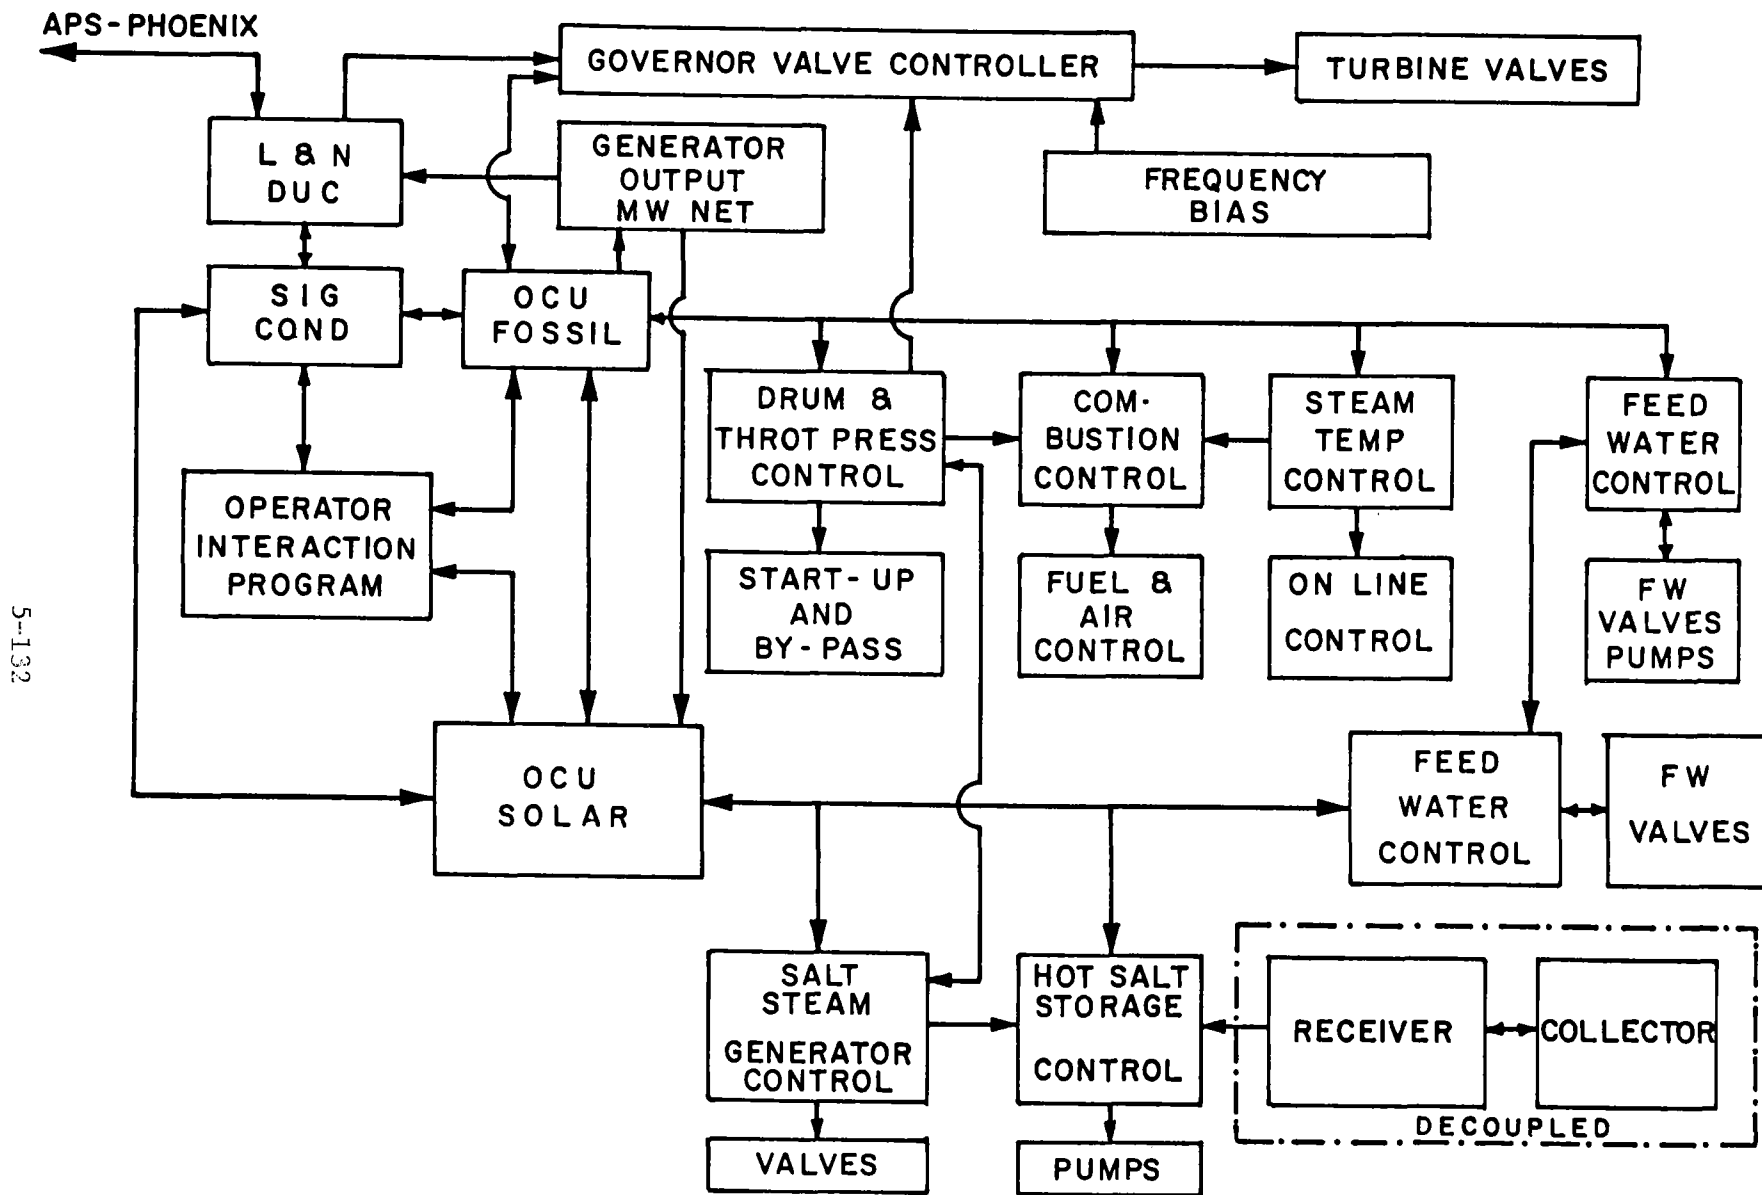 APS-PHOENIX
GOVERNOR VALVE CONTROLLER
TURBINE VALVES
L & N
DUC
GENERATOR
OUTPUT
MW NET
FREQUENCY
BIAS
SIG
COND
OCU
FOSSIL
DRUM &
THROT PRESS
CONTROL
COM-
BUSTION
CONTROL
STEAM
TEMP
CONTROL
FEED
WATER
CONTROL
OPERATOR
INTERACTION
PROGRAM
START-UP
AND
BY-PASS
FUEL &
AIR
CONTROL
ON LINE
CONTROL
FW
VALVES
PUMPS
5-132
OCU
SOLAR
FEED
WATER
CONTROL
FW
VALVES
SALT
STEAM
GENERATOR
CONTROL
HOT SALT
STORAGE
CONTROL
RECEIVER
COLLECTOR
DECOUPLED
VALVES
PUMPS